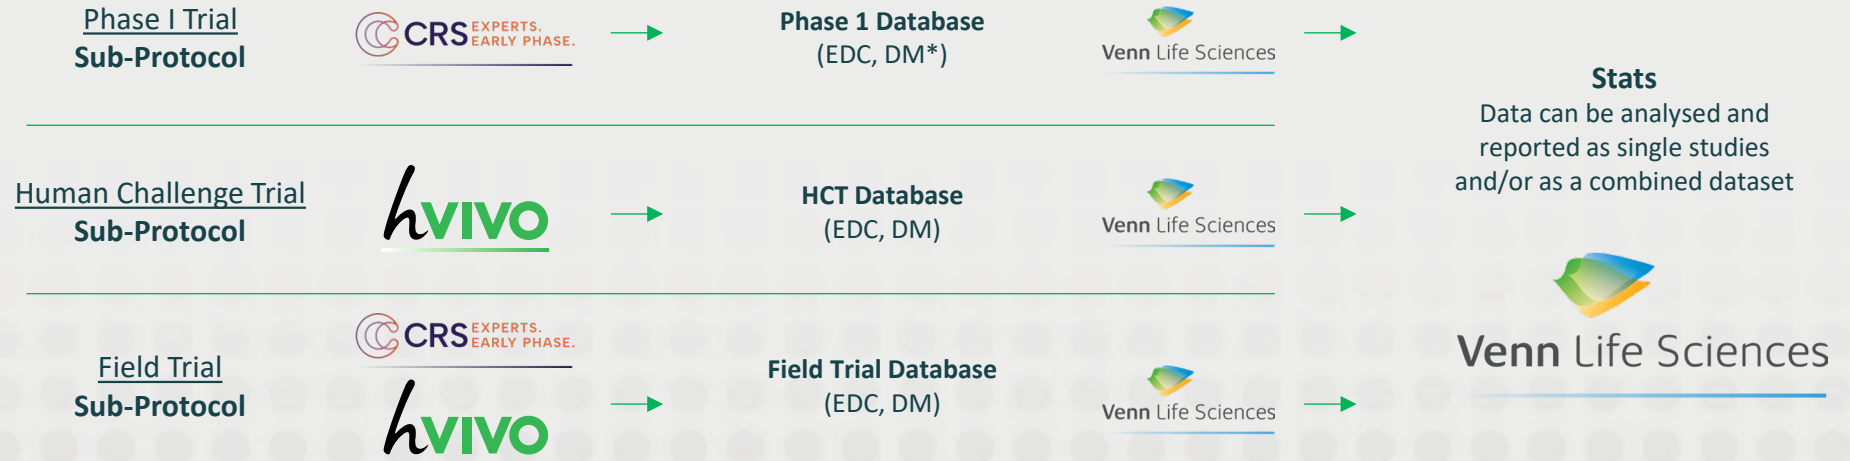 Phase I Trial
Sub-Protocol
CRS EXPERTS.
EARLY PHASE.
Phase 1 Database
(EDC, DM*)
Venn Life Sciences
Human Challenge Trial
Sub-Protocol
hvivo
HCT Database
(EDC, DM)
Venn Life Sciences
Field Trial
Sub-Protocol
CRS EXPERTS.
EARLY PHASE.
hvivo
Field Trial Database
(EDC, DM)
Venn Life Sciences
Stats
Data can be analysed and
reported as single studies
and/or as a combined dataset
Venn Life Sciences